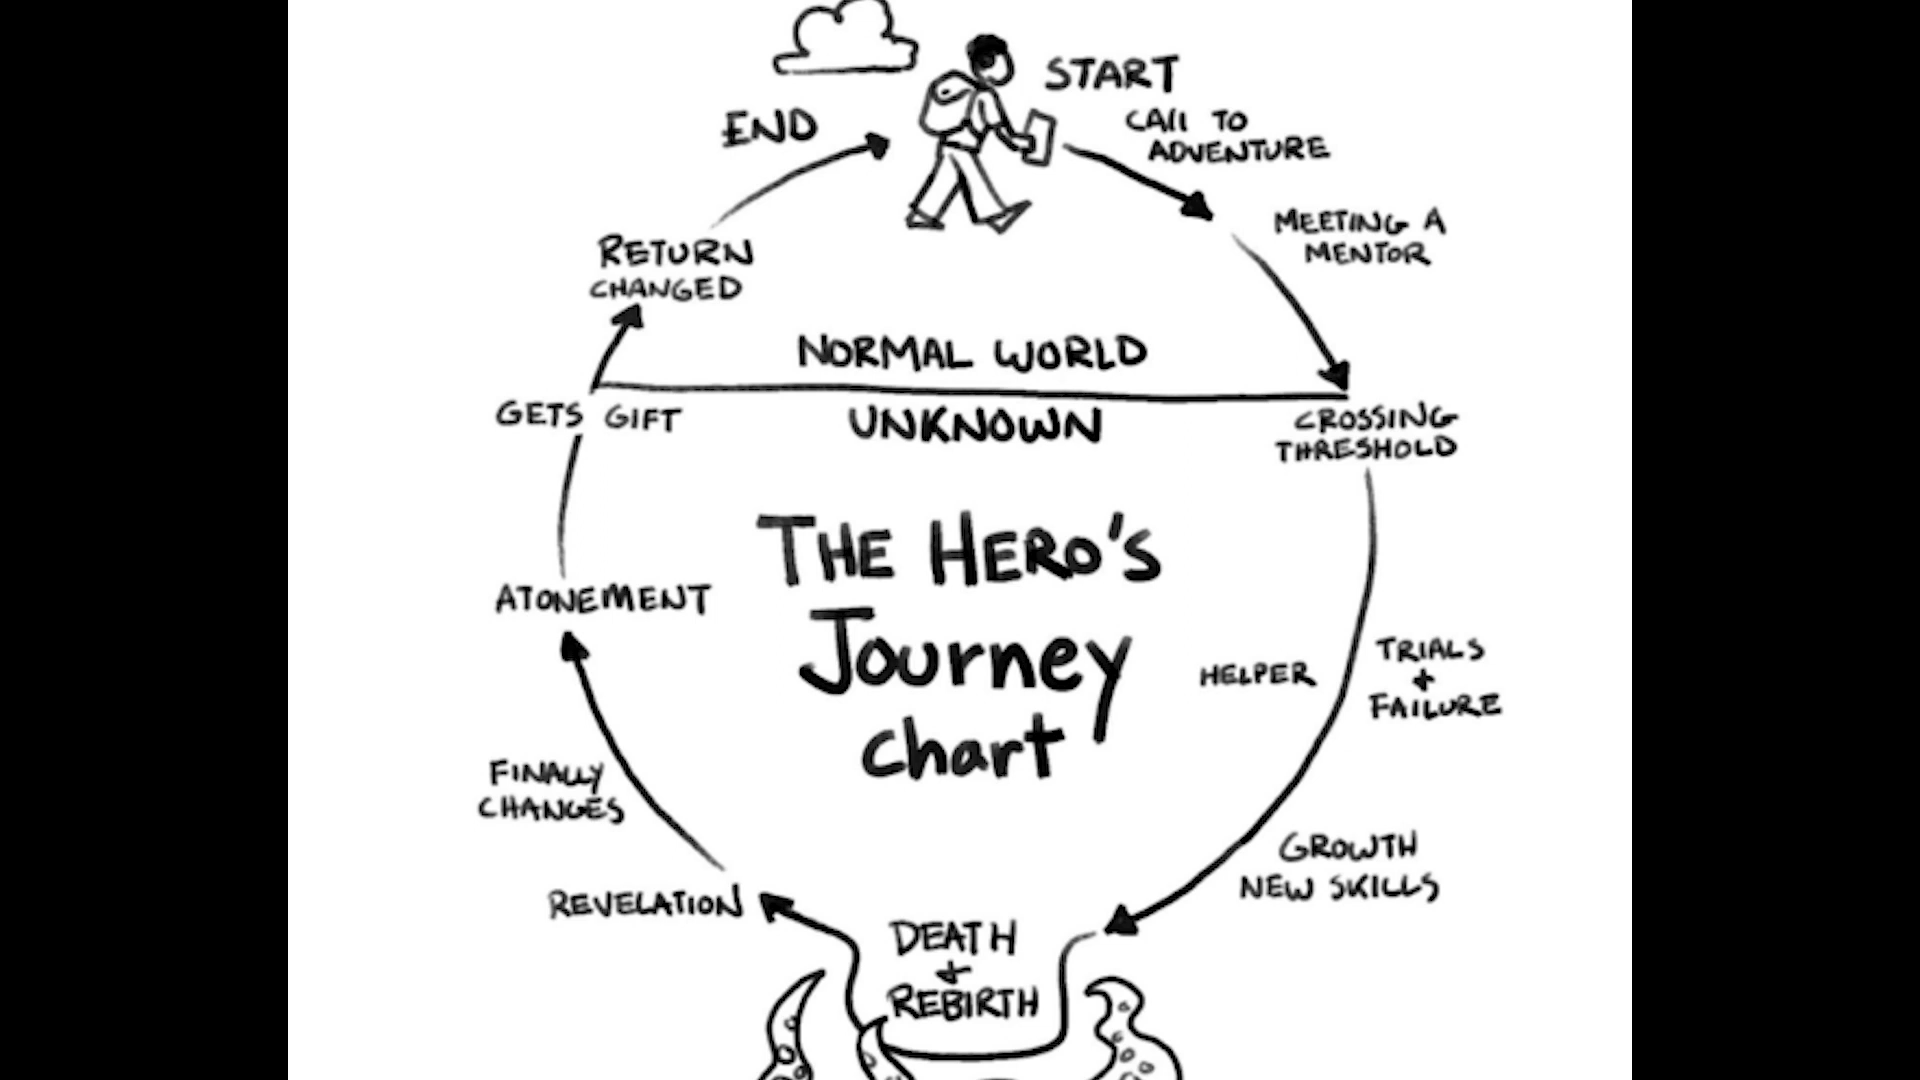 START
CALL TO
ADVENTURE
MEETING A
MENTOR
CROSSING
THRESHOLD
TRIALS
+
FAILURE
HELPER
GROWTH
NEW SKILLS
DEATH
+
REBIRTH
REVELATION
FINALLY
CHANGES
ATONEMENT
GETS GIFT
RETURN
CHANGED
END
NORMAL WORLD
UNKNOWN
THE HERO'S
JOURNEY
Chart